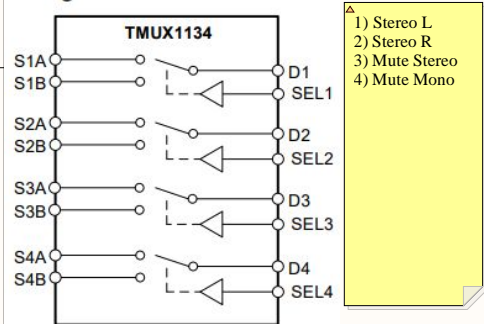 TMUX1134
S1A
S1B
D1
SEL1
S2A
S2B
D2
SEL2
S3A
S3B
D3
SEL3
S4A
S4B
D4
SEL4
1) Stereo L
2) Stereo R
3) Mute Stereo
4) Mute Mono